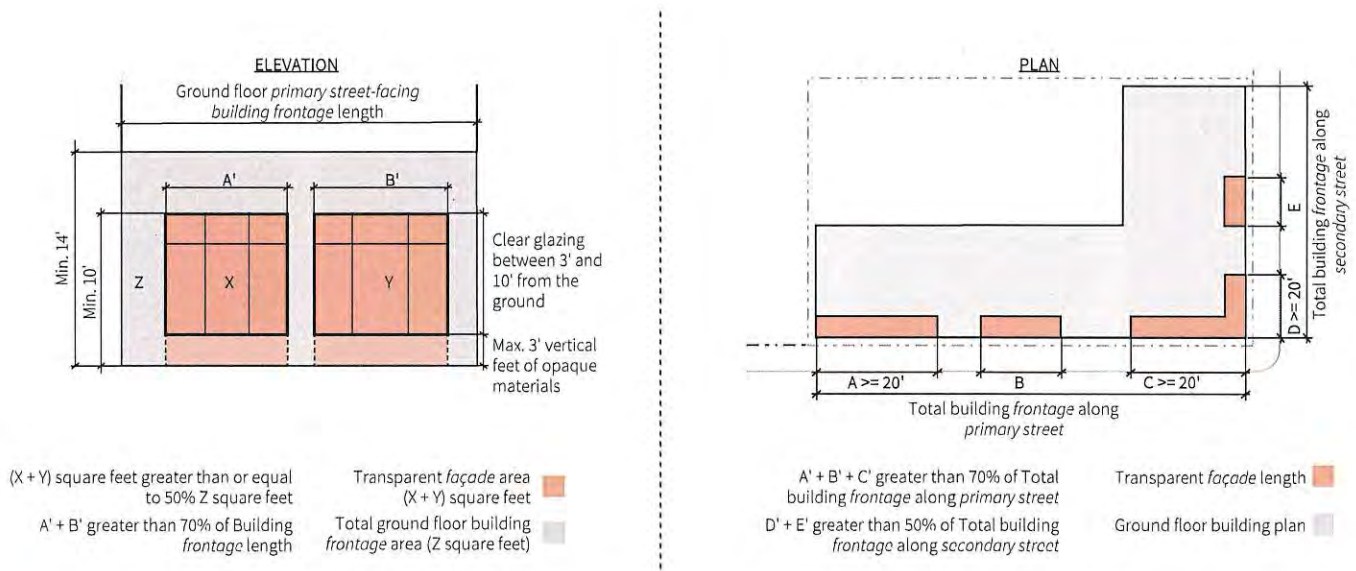 ELEVATION
Ground floor primary street-facing
building frontage length
A'
B'
Min. 14'
Min. 10'
Z
X
Y
Clear glazing
between 3' and
10' from the
ground
Max. 3' vertical
feet of opaque
materials
(X + Y) square feet greater than or equal
to 50% Z square feet
A' + B' greater than 70% of Building
frontage length
Transparent façade area
(X + Y) square feet
Total ground floor building
frontage area (Z square feet)
PLAN
E
D >= 20'
Total building frontage along
secondary street
A >= 20'
B
C >= 20'
Total building frontage along
primary street
A' + B' + C' greater than 70% of Total
building frontage along primary street
D' + E' greater than 50% of Total building
frontage along secondary street
Transparent façade length
Ground floor building plan